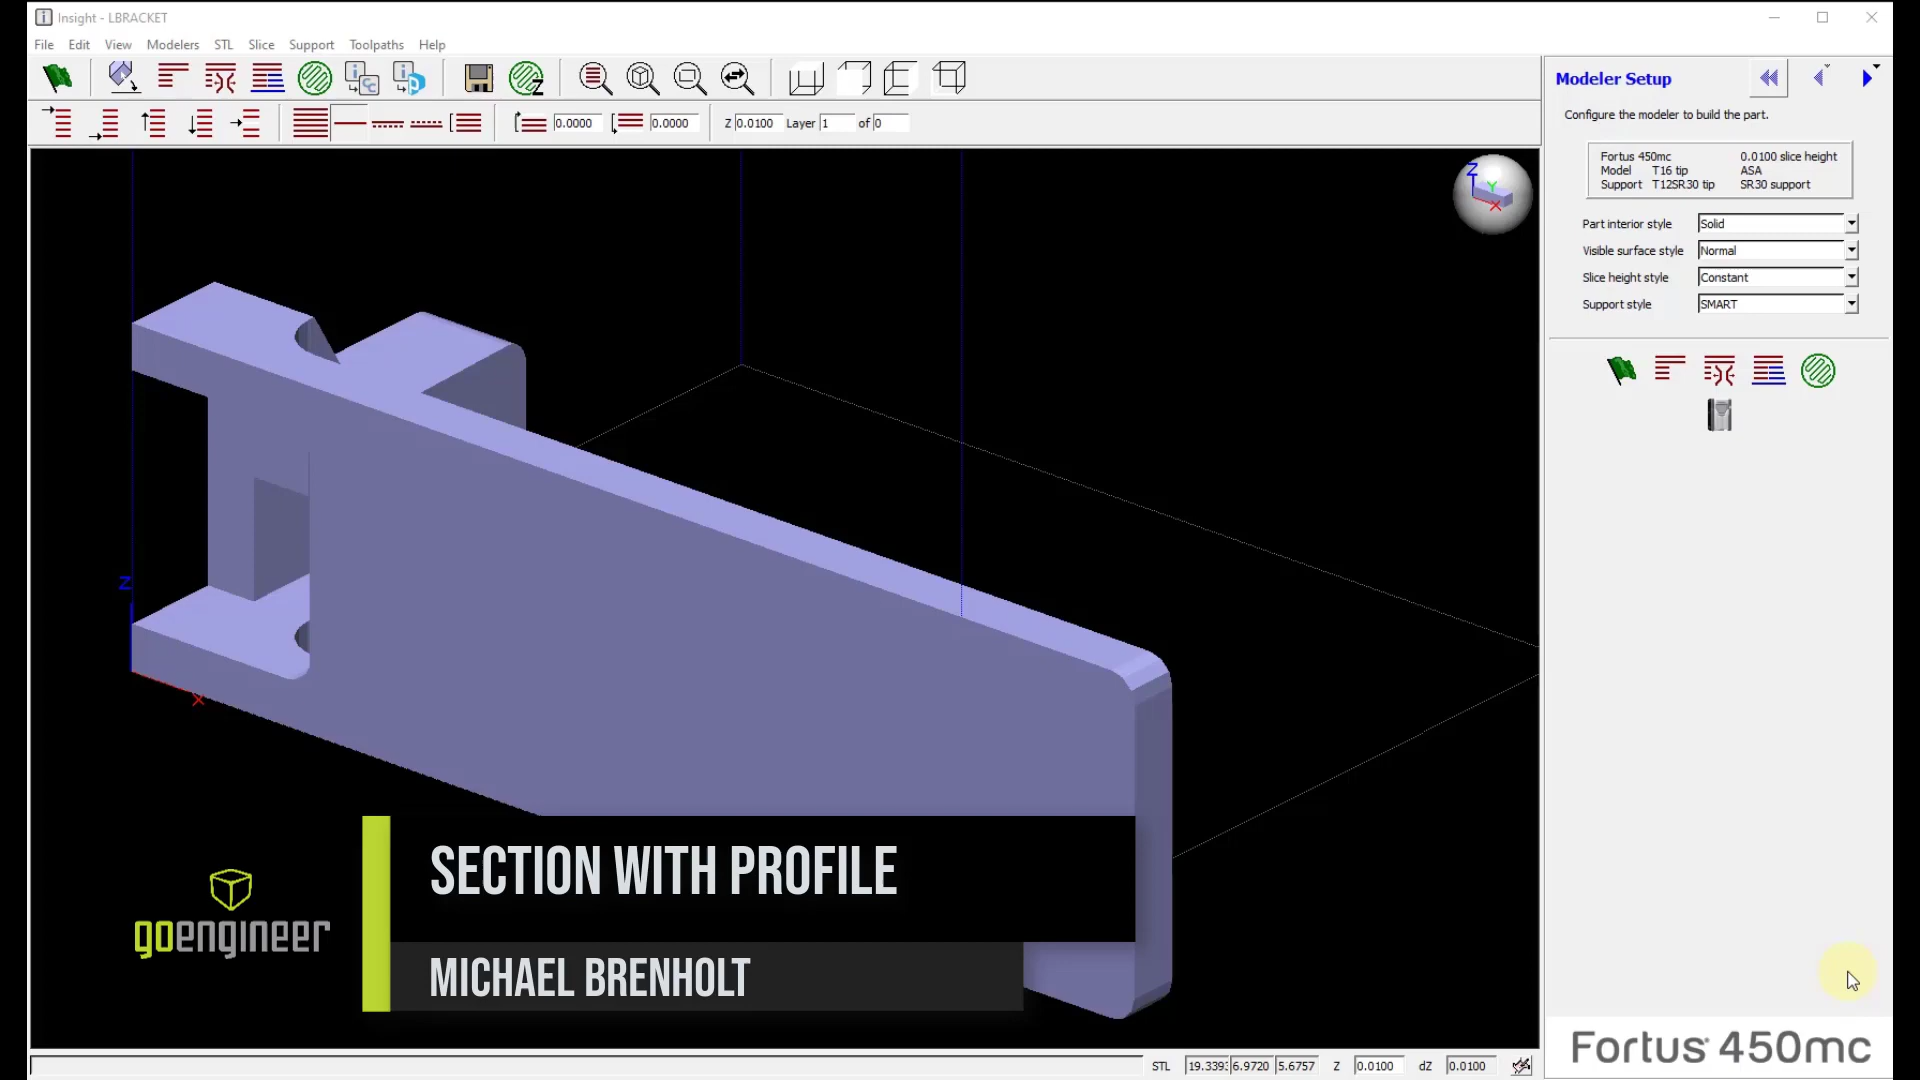 Insight - LBRACKET
File Edit View Modelers STL Slice Support Toolpaths Help
0.0000 0.0000 Z 0.0100 Layer 1 of 0
Modeler Setup
Configure the modeler to build the part.
Fortus 450mc 0.0100 slice height
Model T16 tip ASA
Support T12SR30 tip SR30 support
Part interior style Solid
Visible surface style Normal
Slice height style Constant
Support style SMART
Z
Y
X
Z
X
SECTION WITH PROFILE
goengineer
MICHAEL BRENHOLT
Fortus 450mc
STL 19.339 6.9720 5.6757 Z 0.0100 dZ 0.0100